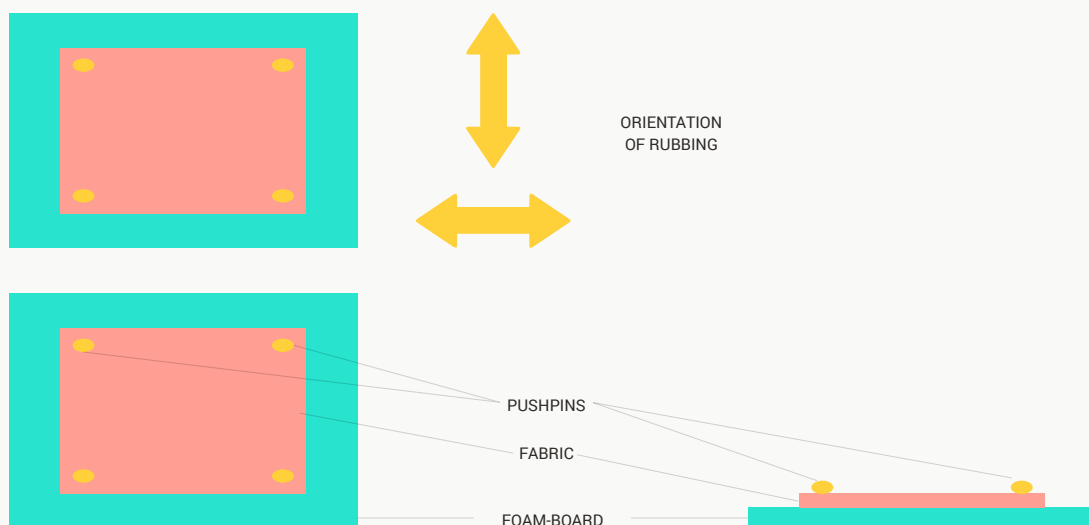 ORIENTATION
OF RUBBING
PUSHPINS
FABRIC
FOAM-BOARD